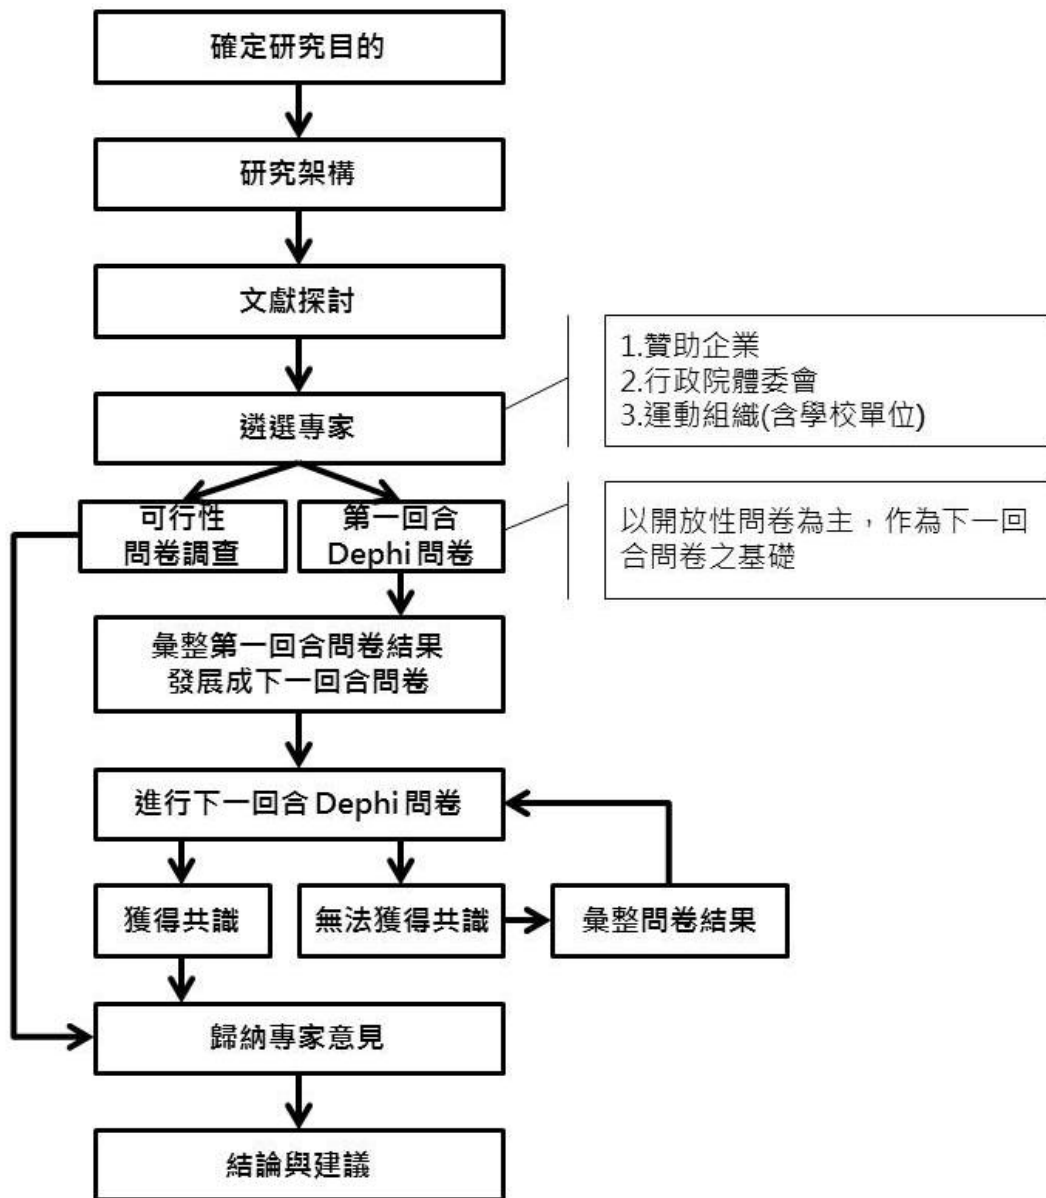 確定研究目的
研究架構
文獻探討
1.贊助企業
2.行政院體委會
3.運動組織(含學校單位)
遴選專家
可行性
問卷調查
第一回合
Dephi 問卷
以開放性問卷為主，作為下一回
合問卷之基礎
彙整第一回合問卷結果
發展成下一回合問卷
進行下一回合 Dephi 問卷
獲得共識
無法獲得共識
彙整問卷結果
歸納專家意見
結論與建議